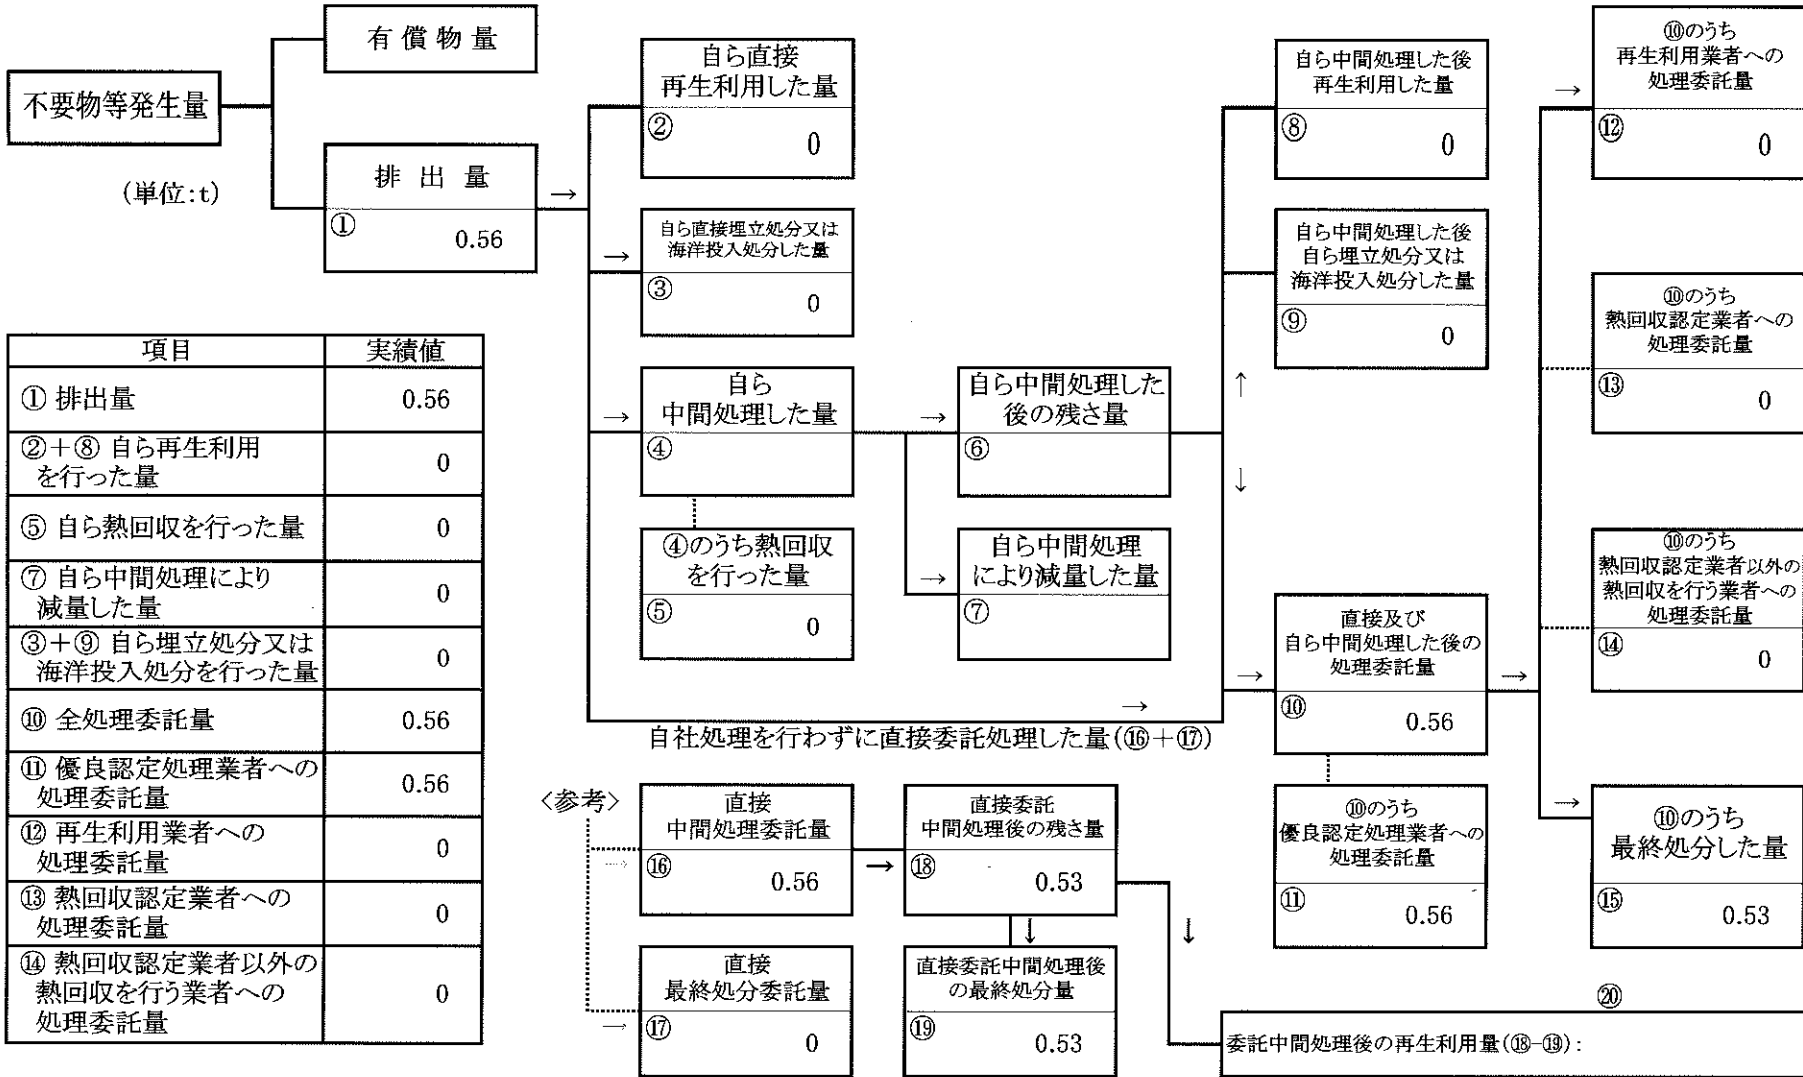 有償物量
不要物等発生量
(単位:t)
排出量
①
0.56
→
自ら直接
再生利用した量
②
0
→
自ら直接埋立処分又は
海洋投入処分した量
③
0
→
自ら
中間処理した量
④
④のうち熱回収
を行った量
⑤
0
→
自ら中間処理した
後の残さ量
⑥
→
自ら中間処理
により減量した量
⑦
↑
↓
自ら中間処理した後
再生利用した量
⑧
0
自ら中間処理した後
自ら埋立処分又は
海洋投入処分した量
⑨
0
→
自社処理を行わずに直接委託処理した量(⑯+⑰)
→
直接及び
自ら中間処理した後の
処理委託量
⑩
0.56
⑩のうち
優良認定処理業者への
処理委託量
⑪
0.56
→
→
⑩のうち
再生利用業者への
処理委託量
⑫
0
⑩のうち
熱回収認定業者への
処理委託量
⑬
0
⑩のうち
熱回収認定業者以外の
熱回収を行う業者への
処理委託量
⑭
0
→
⑩のうち
最終処分した量
⑮
0.53
項目 実績値
① 排出量 0.56
②+⑧ 自ら再生利用
を行った量
0
⑤ 自ら熱回収を行った量 0
⑦ 自ら中間処理により
減量した量
0
③+⑨ 自ら埋立処分又は
海洋投入処分を行った量
0
⑩ 全処理委託量 0.56
⑪ 優良認定処理業者への
処理委託量
0.56
⑫ 再生利用業者への
処理委託量
0
⑬ 熱回収認定業者への
処理委託量
0
⑭ 熱回収認定業者以外の
熱回収を行う業者への
処理委託量
0
〈参考〉
→
直接
中間処理委託量
⑯
0.56
→
直接委託
中間処理後の残さ量
⑱
0.53
→
直接
最終処分委託量
⑰
0
↓
直接委託中間処理後
の最終処分量
⑲
0.53
↓
⑳
委託中間処理後の再生利用量(⑱-⑲):